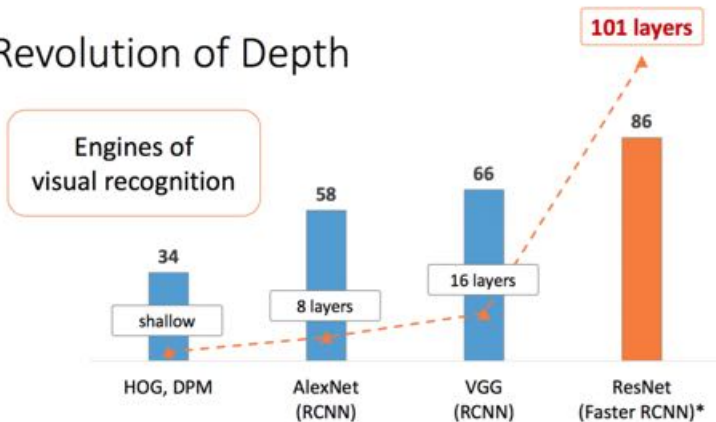 Revolution of Depth
101 layers
Engines of
visual recognition
86
66
58
34
16 layers
8 layers
shallow
HOG, DPM
AlexNet
(RCNN)
VGG
(RCNN)
ResNet
(Faster RCNN)*